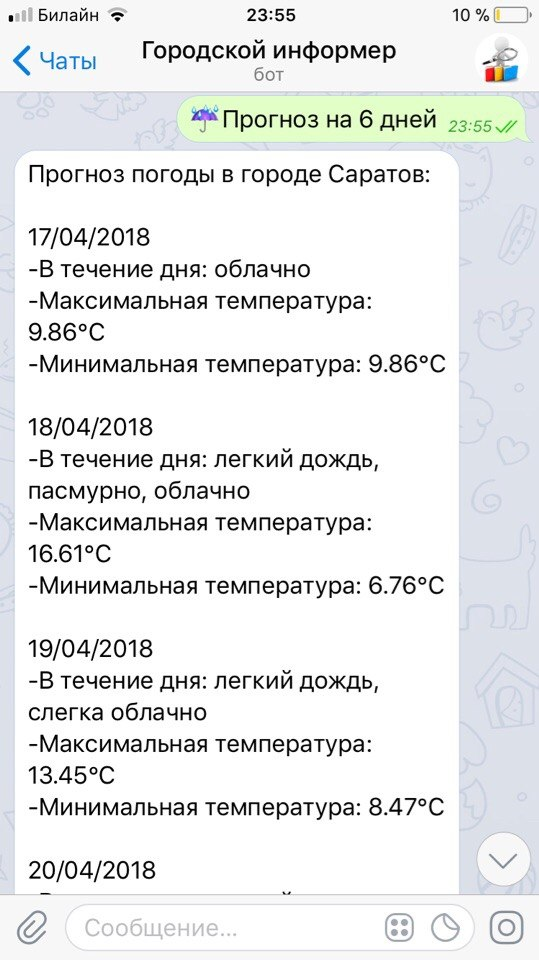 Билайн 23:55 10 %
Чаты Городской информер
бот
☔Прогноз на 6 дней 23:55
Прогноз погоды в городе Саратов:
17/04/2018
-В течение дня: облачно
-Максимальная температура:
9.86°C
-Минимальная температура: 9.86°C
18/04/2018
-В течение дня: легкий дождь,
пасмурно, облачно
-Максимальная температура:
16.61°C
-Минимальная температура: 6.76°C
19/04/2018
-В течение дня: легкий дождь,
слегка облачно
-Максимальная температура:
13.45°C
-Минимальная температура: 8.47°C
20/04/2018
Сообщение...